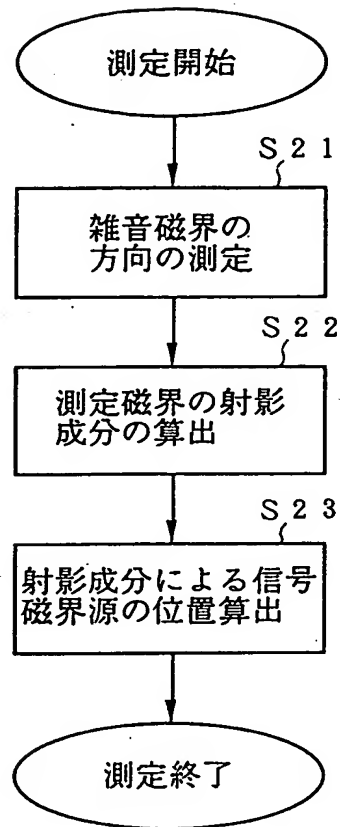 測定開始
S21
雑音磁界の
方向の測定
S22
測定磁界の射影
成分の算出
S23
射影成分による信号
磁界源の位置算出
測定終了